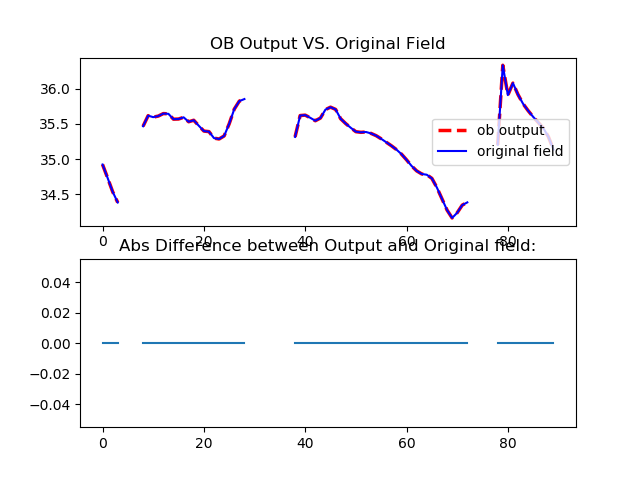 OB Output VS. Original Field
36.0
35.5
35.0
34.5
ob output
original field
0 20 40 60 80
Abs Difference between Output and Original field:
0.04
0.02
0.00
−0.02
−0.04
0 20 40 60 80